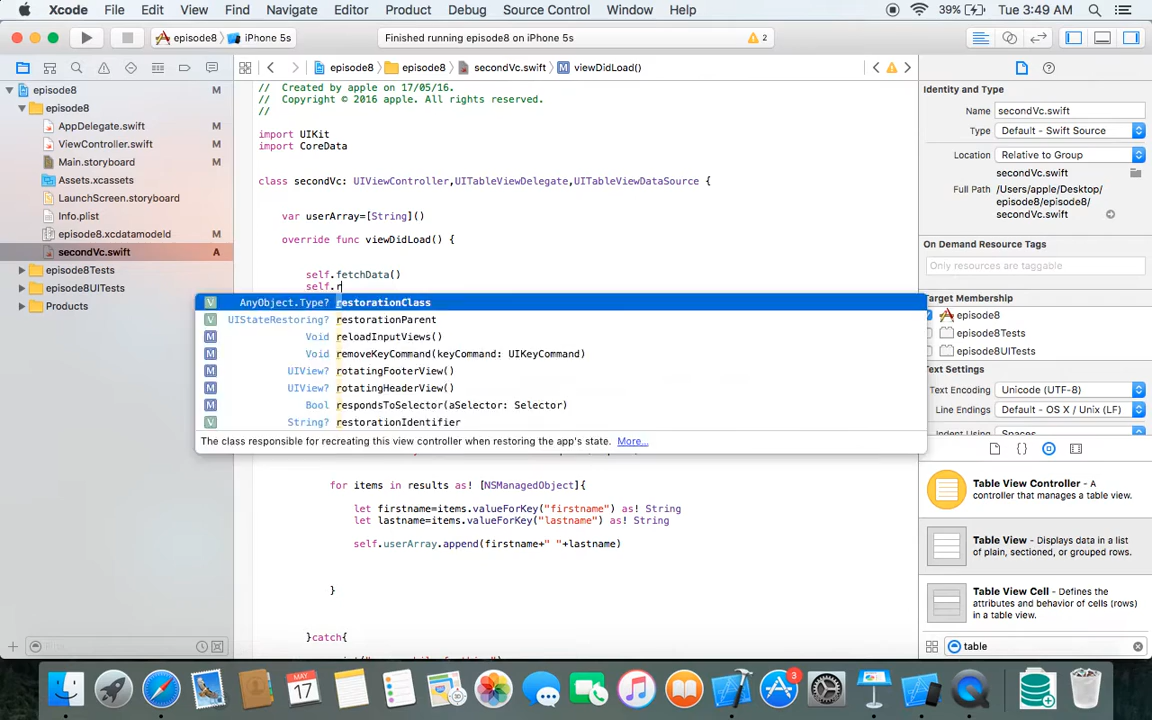 Xcode File Edit View Find Navigate Editor Product Debug Source Control Window Help 39% Tue 3:49 AM
episode8 iPhone 5s Finished running episode8 on iPhone 5s 2
episode8 episode8 secondVc.swift viewDidLoad()
episode8 M
episode8
AppDelegate.swift M
ViewController.swift M
Main.storyboard M
Assets.xcassets
LaunchScreen.storyboard
Info.plist
episode8.xcdatamodeld M
secondVc.swift A
episode8Tests
episode8UITests
Products
// Created by apple on 17/05/16.
// Copyright © 2016 apple. All rights reserved.
//
import UIKit
import CoreData
class secondVc: UIViewController,UITableViewDelegate,UITableViewDataSource {
var userArray=[String]()
override func viewDidLoad() {
self.fetchData()
self.r
V AnyObject.Type? restorationClass
V UIStateRestoring? restorationParent
M Void reloadInputViews()
M Void removeKeyCommand(keyCommand: UIKeyCommand)
M UIView? rotatingFooterView()
M UIView? rotatingHeaderView()
M Bool respondsToSelector(aSelector: Selector)
V String? restorationIdentifier
The class responsible for recreating this view controller when restoring the app's state. More...
for items in results as! [NSManagedObject]{
let firstname=items.valueForKey("firstname") as! String
let lastname=items.valueForKey("lastname") as! String
self.userArray.append(firstname+" "+lastname)
}
}catch{
Identity and Type
Name secondVc.swift
Type Default - Swift Source
Location Relative to Group
secondVc.swift
Full Path /Users/apple/Desktop/
episode8/episode8/
secondVc.swift
On Demand Resource Tags
Only resources are taggable
Target Membership
episode8
episode8Tests
episode8UITests
Text Settings
Text Encoding Unicode (UTF-8)
Line Endings Default - OS X / Unix (LF)
Indent Using Spaces
Table View Controller - A
controller that manages a table view.
Table View - Displays data in a
list of plain, sectioned, or grouped
rows.
Table View Cell - Defines the
attributes and behavior of cells (rows)
in a table view.
table
MAY
17
3